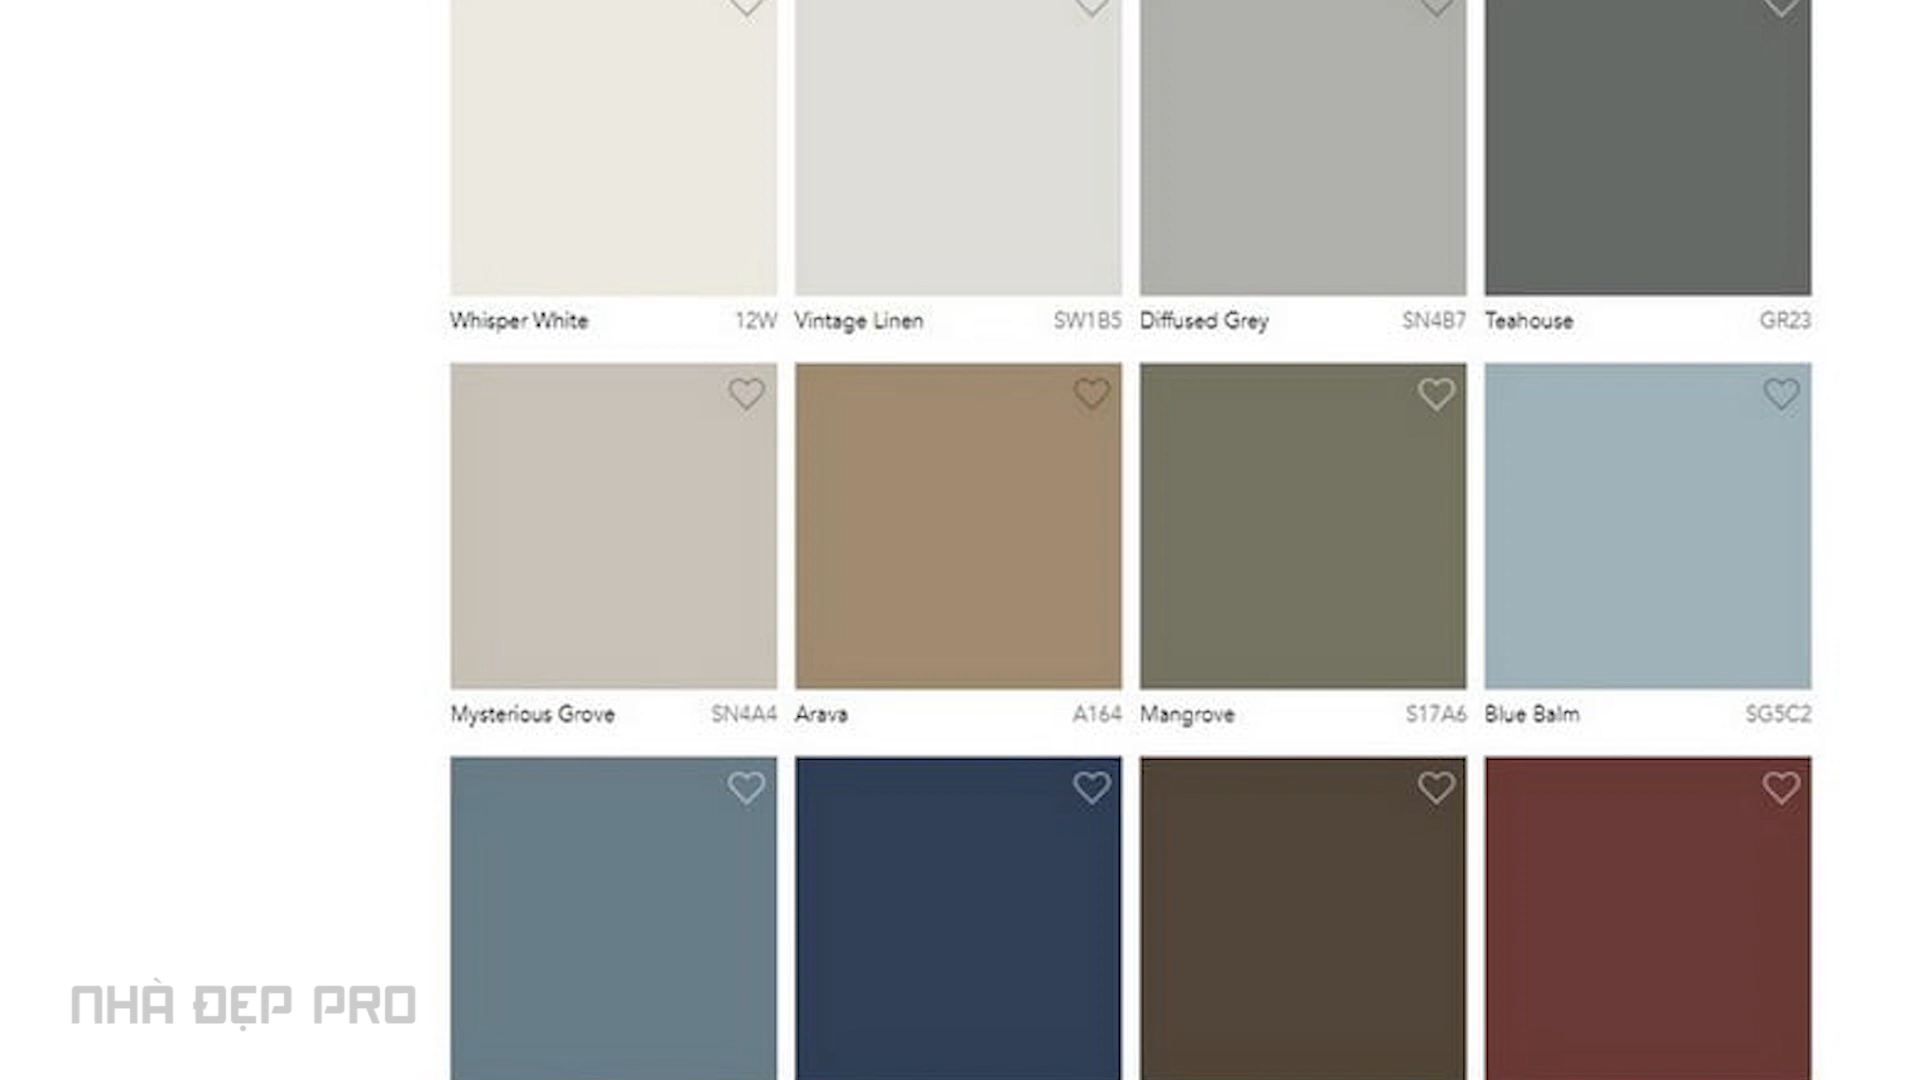 Whisper White 12W
Vintage Linen SW1B5
Diffused Grey SN4B7
Teahouse GR23
Mysterious Grove SN4A4
Arava A164
Mangrove S17A6
Blue Balm SG5C2
NHÀ ĐẸP PRO